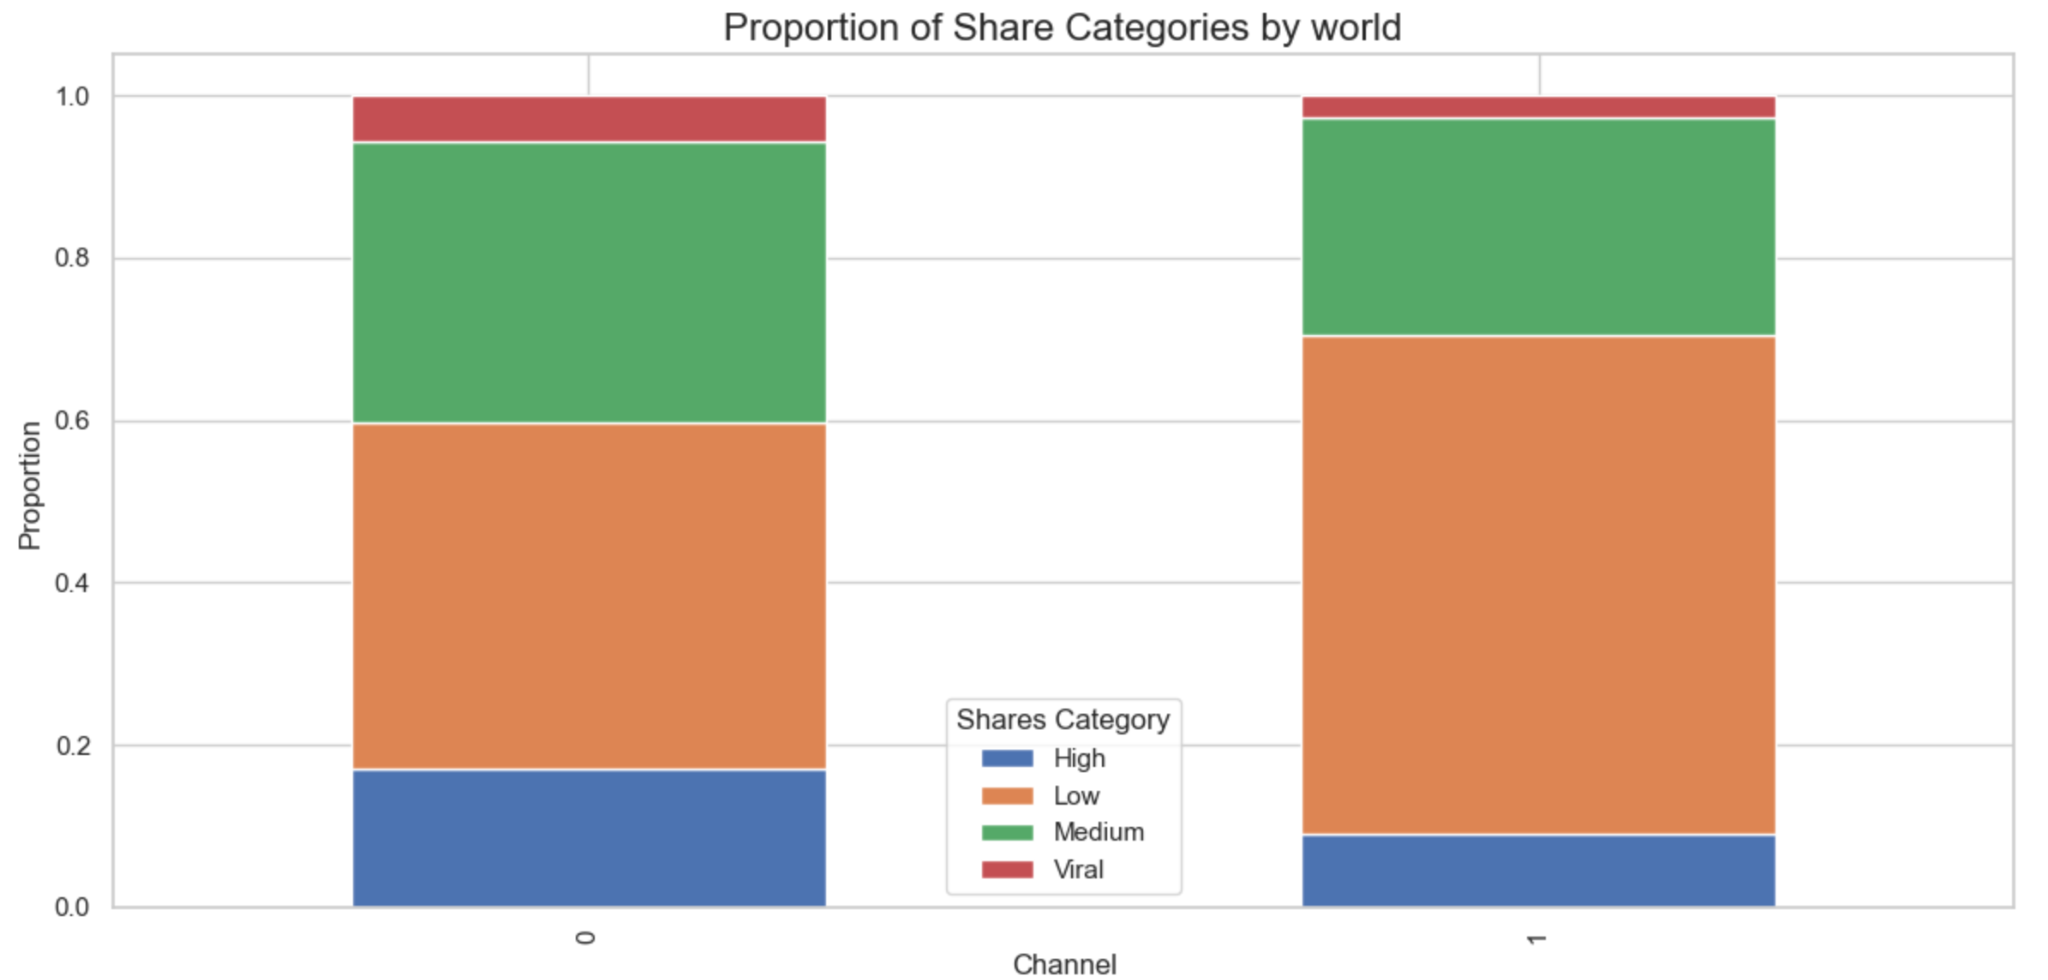 Proportion of Share Categories by world
1.0
0.8
0.6
0.4
0.2
0.0
Proportion
Shares Category
High
Low
Medium
Viral
0
1
Channel